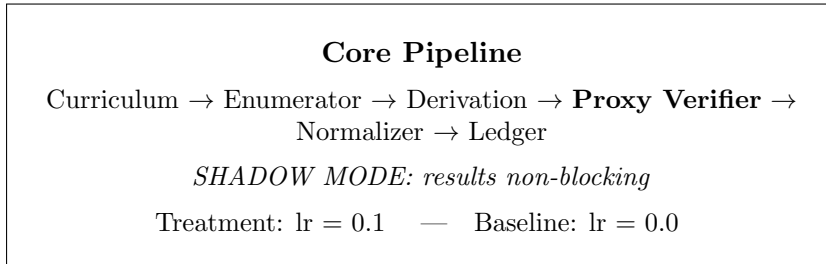 Core Pipeline
Curriculum → Enumerator → Derivation → Proxy Verifier →
Normalizer → Ledger
SHADOW MODE: results non-blocking
Treatment: lr = 0.1 — Baseline: lr = 0.0